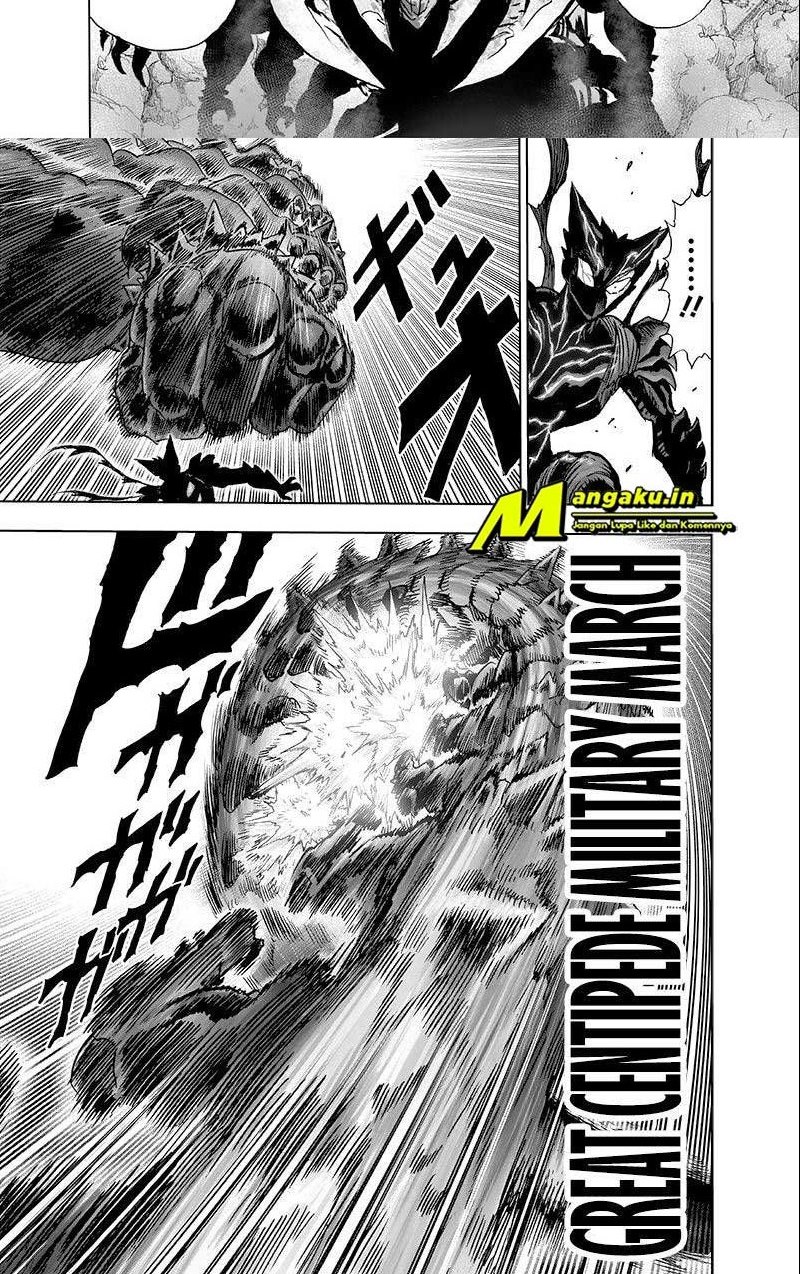 ……!!
ギュオ
Mangaku.in
Jangan Lupa Like dan Komennya
GREAT CENTIPEDE MILITARY MARCH
ドガガガガガ